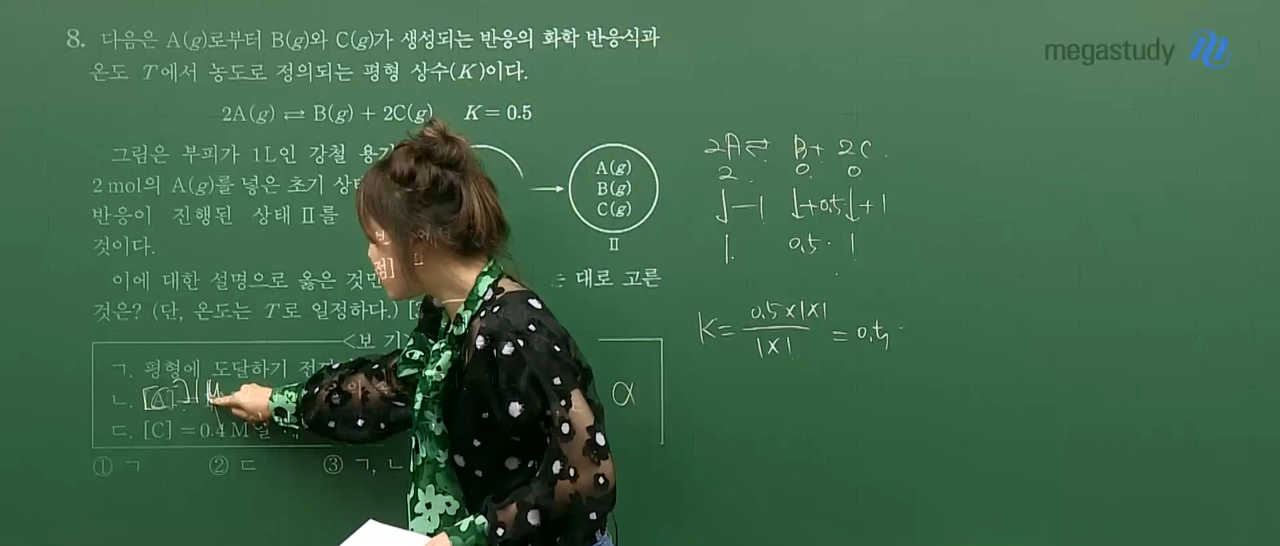 8. 다음은 A(g)로부터 B(g)와 C(g)가 생성되는 반응의 화학 반응식과
온도 T에서 농도로 정의되는 평형 상수(K)이다.
2A(g) ⇌ B(g) + 2C(g) K = 0.5
그림은 부피가 1L인 강철
2 mol의 A(g)를 넣은 초기
반응이 진행된 상태 Ⅱ를
것이다.
A(g)
B(g)
C(g)
Ⅱ
이에 대한 설명으로 옳은 대로 고른
것은? (단, 온도는 T로 일정하다.)
<보 기
ㄱ. 평형에 도달하기
ㄴ. [A] =
ㄷ. [C] = 0.4 M일
① ㄱ ② ㄷ ③ ㄱ, ㄴ
α
megastudy
2A ⇌ B + 2C
2 0 0
↓-1 ↓+0.5 ↓+1
1 0.5 1
K = 0.5×1×1 / 1×1 = 0.5